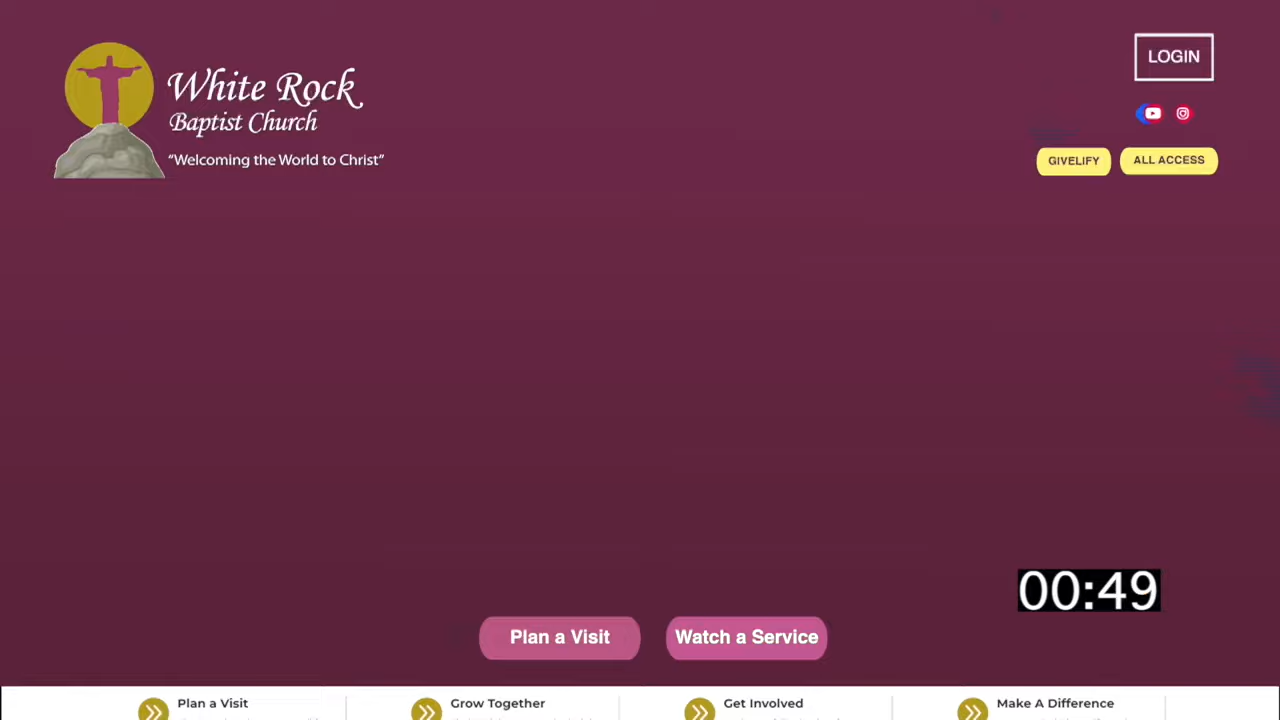 White Rock
Baptist Church
"Welcoming the World to Christ"
LOGIN
GIVELIFY
ALL ACCESS
00:49
Plan a Visit
Watch a Service
Plan a Visit
Grow Together
Get Involved
Make A Difference